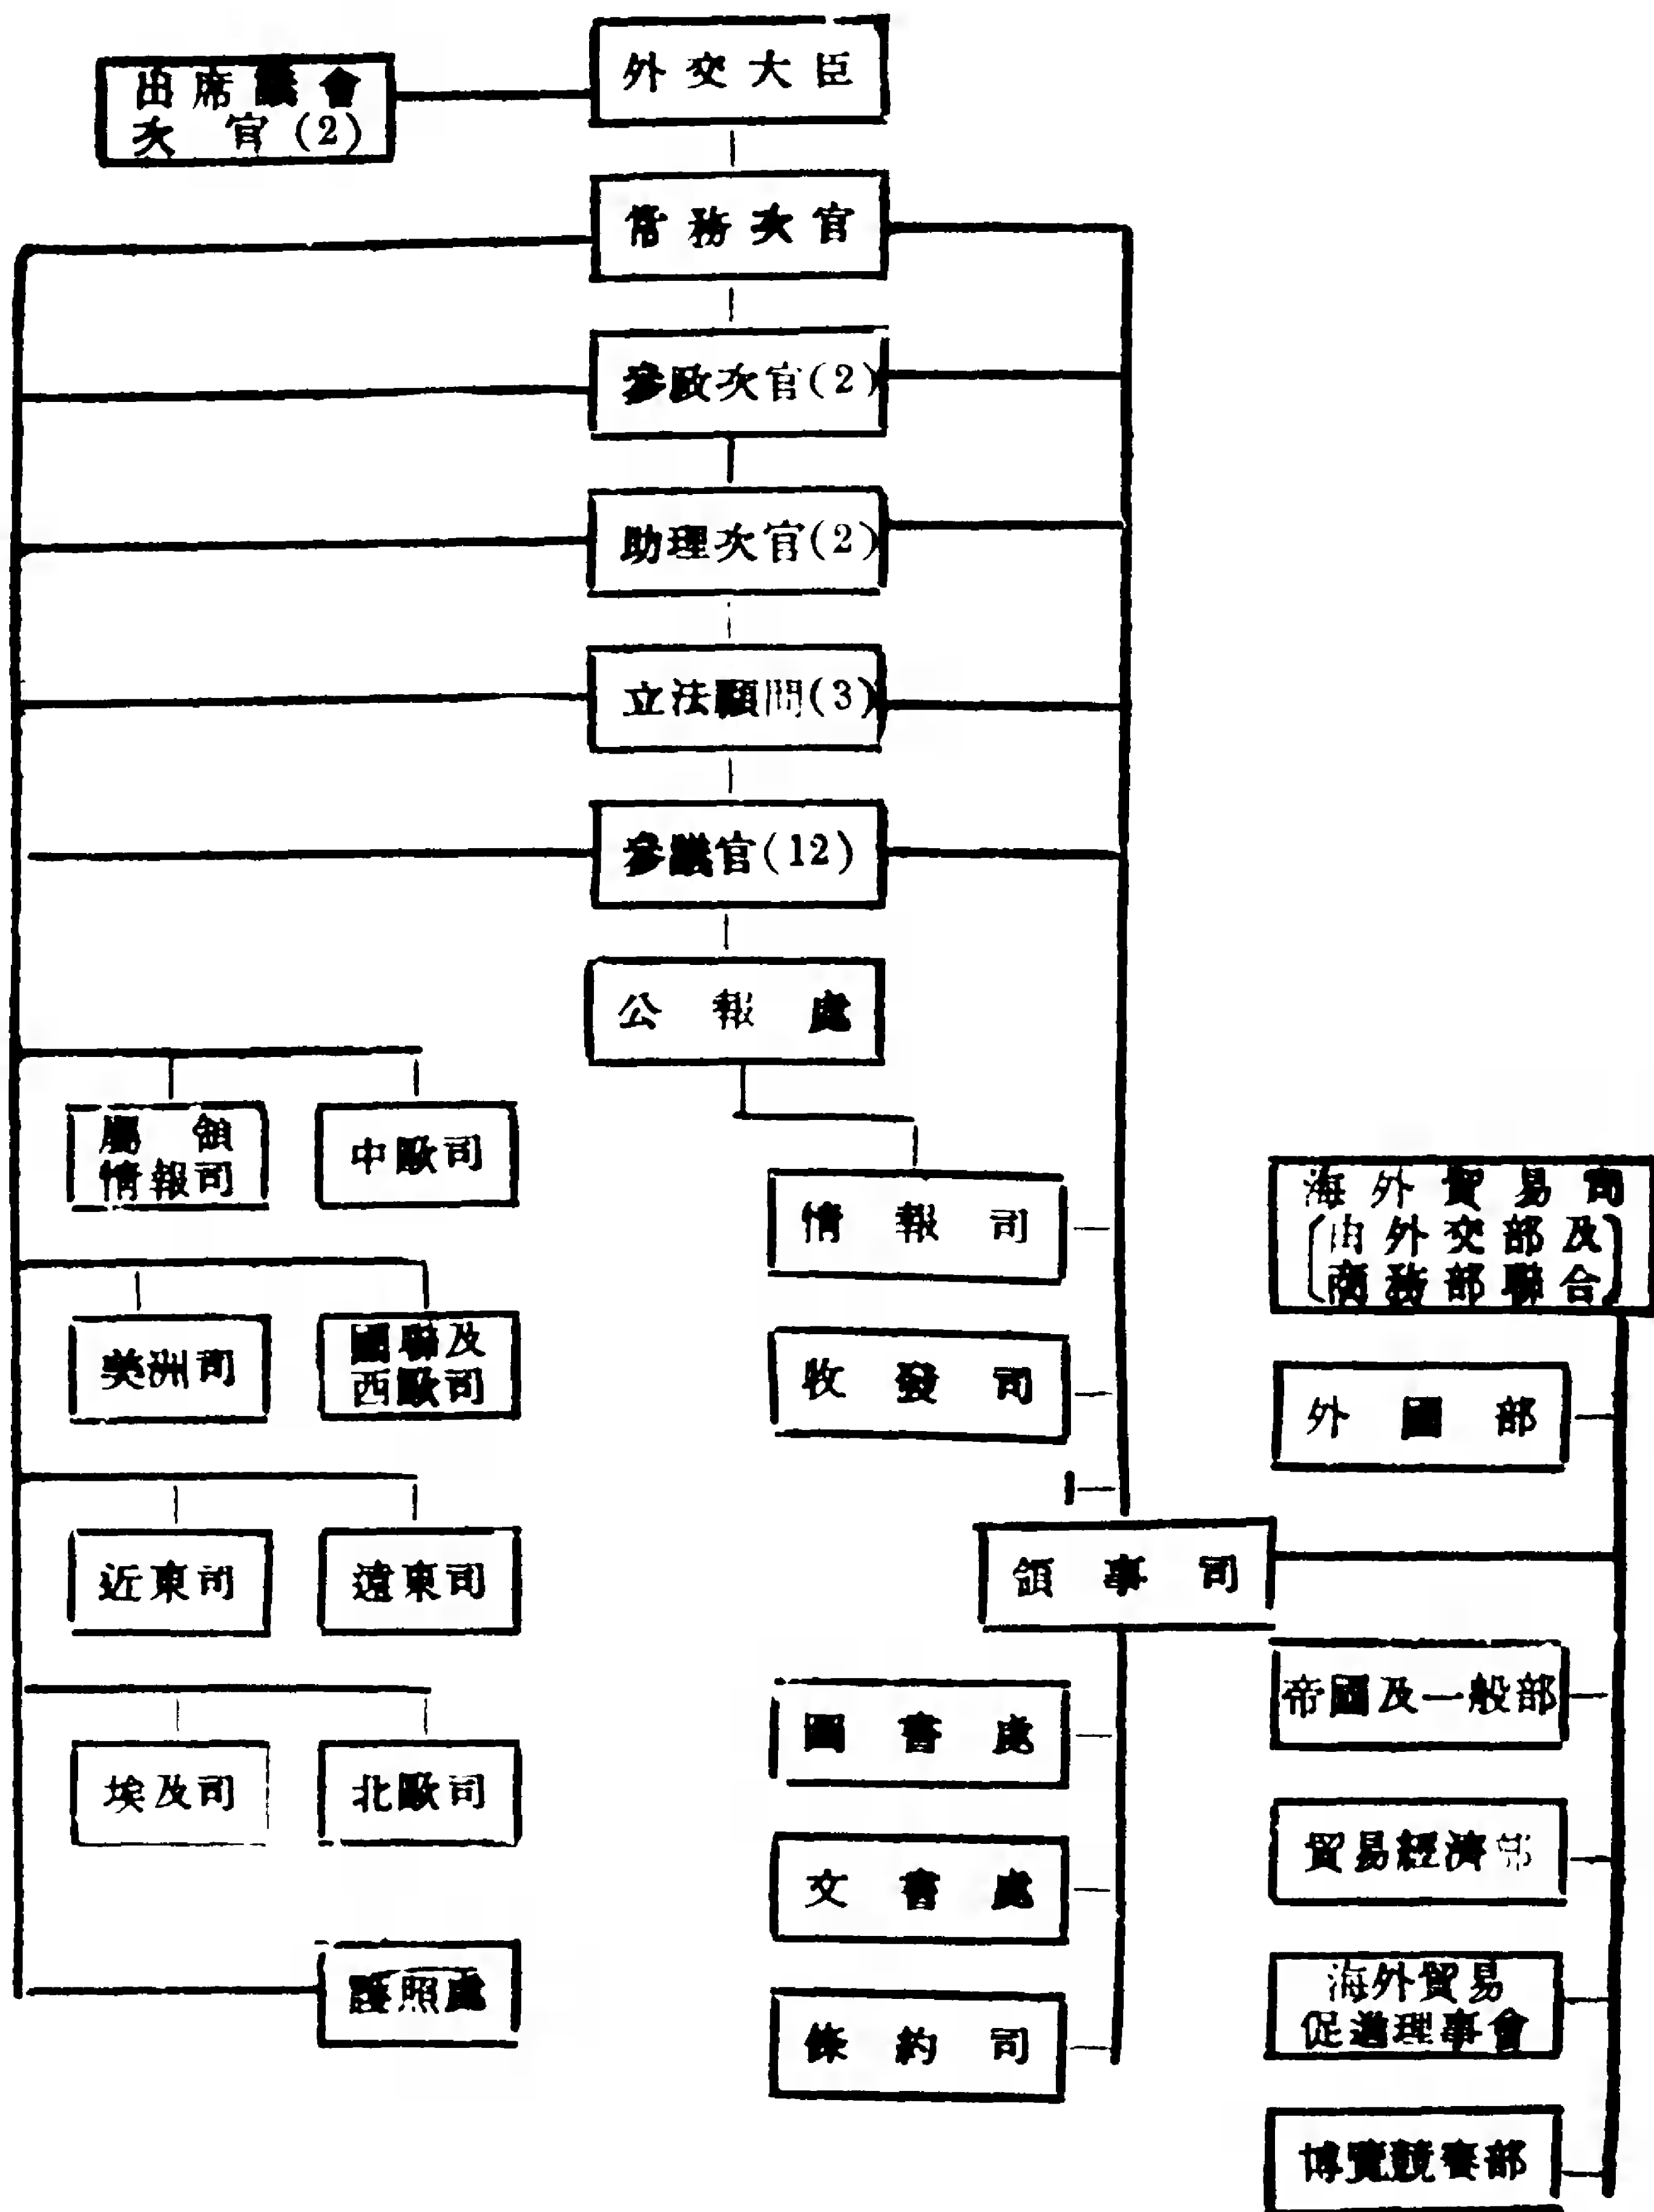 外交大臣
出席議會
次官(2)
常務次官
參政次官(2)
助理次官(2)
立法顧問(3)
參議官(12)
公報處
屬領
情報司
中歐司
情報司
海外貿易司
(由外交部及
商務部聯合)
美洲司
國聯及
西歐司
收發司
外國部
近東司
遠東司
領事司
圖書處
帝國及一般部
埃及司
北歐司
文書處
貿易經濟部
護照處
條約司
海外貿易
促進理事會
博覽競賽部